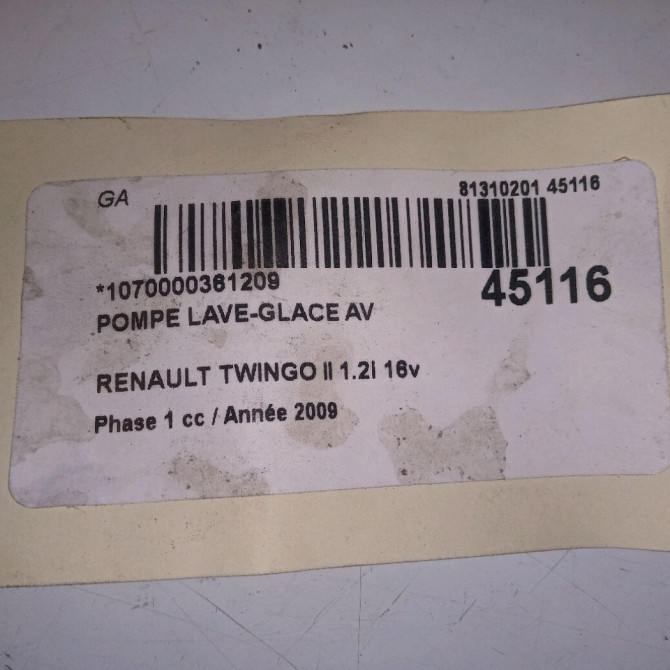 GA
81310201 45116
*1070000361209
45116
POMPE LAVE-GLACE AV
RENAULT TWINGO II 1.2i 16v
Phase 1 cc / Année 2009